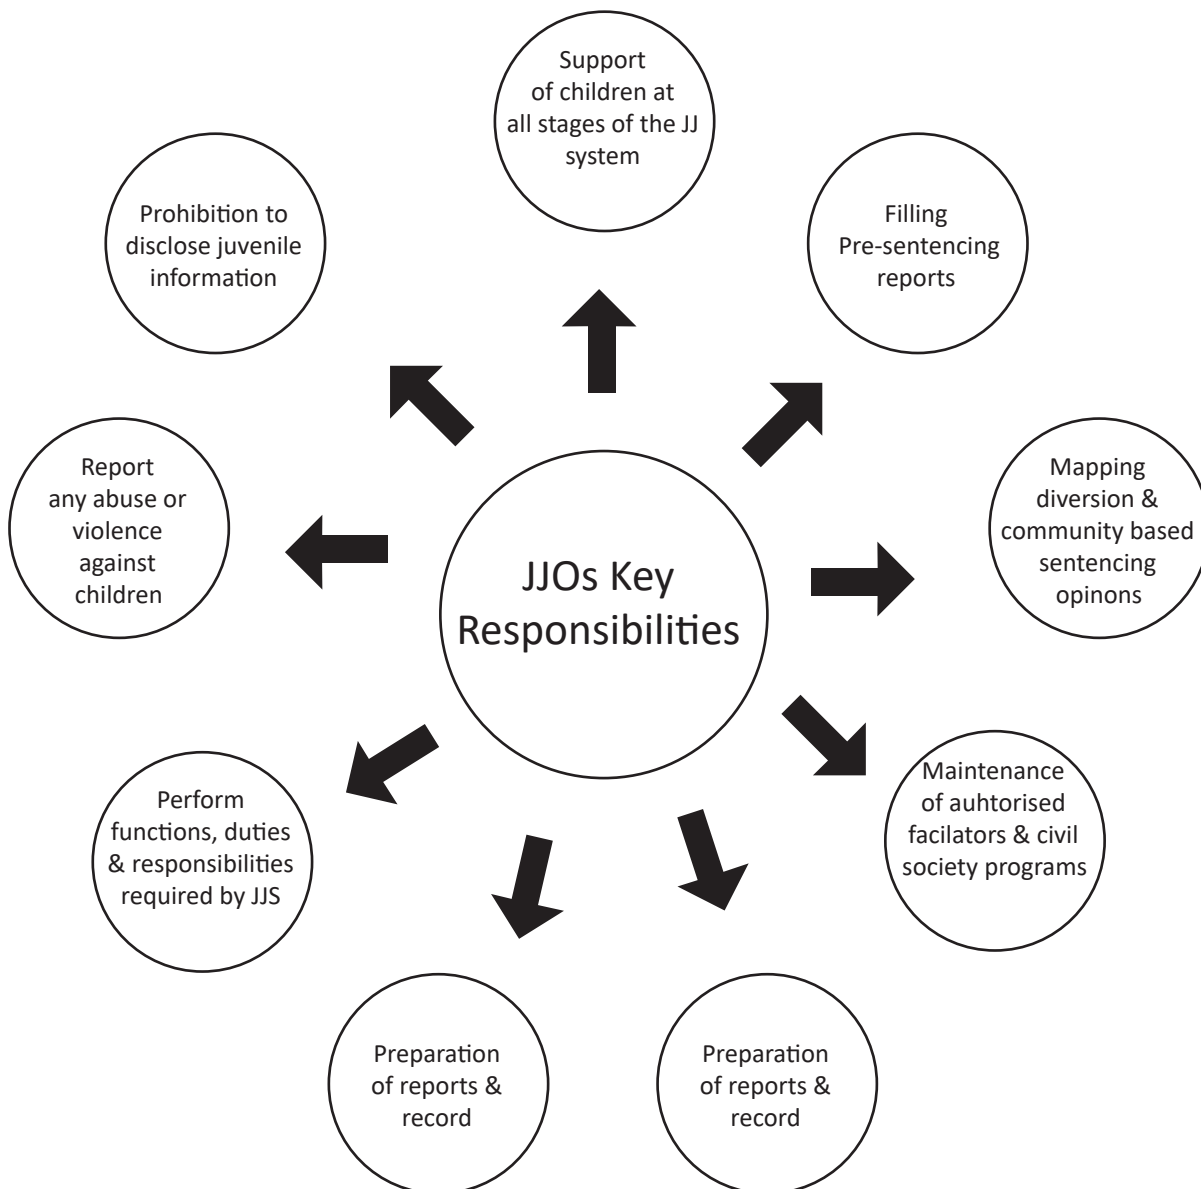 Support
of children at
all stages of the JJ
system
Prohibition to
disclose juvenile
information
Filling
Pre-sentencing
reports
Report
any abuse or
violence
against
children
JJOs Key
Responsibilities
Mapping
diversion &
community based
sentencing
opinons
Perform
functions, duties
& responsibilities
required by JJS
Maintenance
of auhtorised
facilators & civil
society programs
Preparation
of reports &
record
Preparation
of reports &
record